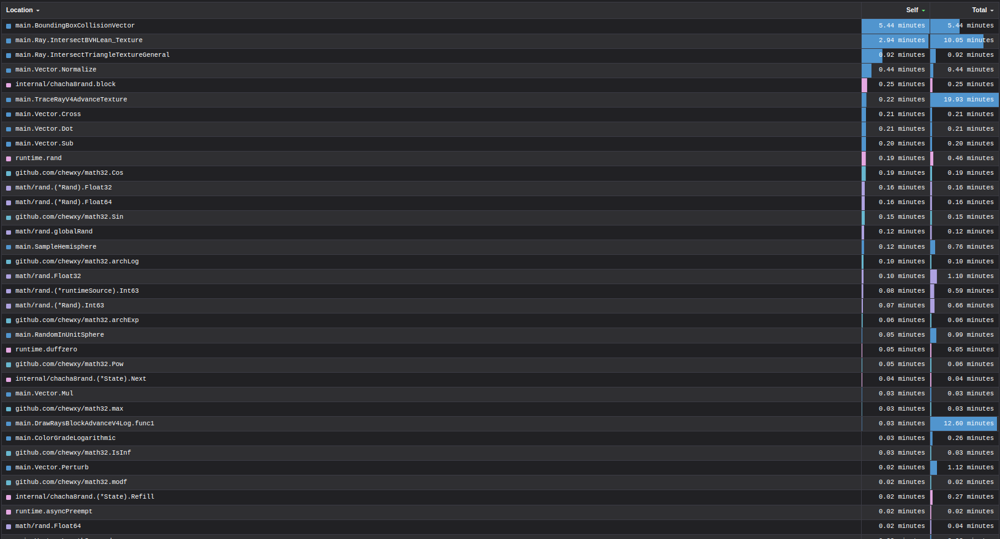 Location Self Total
main.BoundingBoxCollisionVector 5.44 minutes 5.44 minutes
main.Ray.IntersectBVHLean_Texture 2.94 minutes 10.05 minutes
main.Ray.IntersectTriangleTextureGeneral 0.92 minutes 0.92 minutes
main.Vector.Normalize 0.44 minutes 0.44 minutes
internal/chacha8rand.block 0.25 minutes 0.25 minutes
main.TraceRayV4AdvanceTexture 0.22 minutes 19.93 minutes
main.Vector.Cross 0.21 minutes 0.21 minutes
main.Vector.Dot 0.21 minutes 0.21 minutes
main.Vector.Sub 0.20 minutes 0.20 minutes
runtime.rand 0.19 minutes 0.46 minutes
github.com/chewxy/math32.Cos 0.19 minutes 0.19 minutes
math/rand.(*Rand).Float32 0.16 minutes 0.16 minutes
math/rand.(*Rand).Float64 0.16 minutes 0.16 minutes
github.com/chewxy/math32.Sin 0.15 minutes 0.15 minutes
math/rand.globalRand 0.12 minutes 0.12 minutes
main.SampleHemisphere 0.12 minutes 0.76 minutes
github.com/chewxy/math32.archLog 0.10 minutes 0.10 minutes
math/rand.Float32 0.10 minutes 1.10 minutes
math/rand.(*runtimeSource).Int63 0.08 minutes 0.59 minutes
math/rand.(*Rand).Int63 0.07 minutes 0.66 minutes
github.com/chewxy/math32.archExp 0.06 minutes 0.06 minutes
main.RandomInUnitSphere 0.05 minutes 0.99 minutes
runtime.duffzero 0.05 minutes 0.05 minutes
github.com/chewxy/math32.Pow 0.05 minutes 0.06 minutes
internal/chacha8rand.(*State).Next 0.04 minutes 0.04 minutes
main.Vector.Mul 0.03 minutes 0.03 minutes
github.com/chewxy/math32.max 0.03 minutes 0.03 minutes
main.DrawRaysBlockAdvanceV4Log.func1 0.03 minutes 12.60 minutes
main.ColorGradeLogarithmic 0.03 minutes 0.26 minutes
github.com/chewxy/math32.IsInf 0.03 minutes 0.03 minutes
main.Vector.Perturb 0.02 minutes 1.12 minutes
github.com/chewxy/math32.modf 0.02 minutes 0.02 minutes
internal/chacha8rand.(*State).Refill 0.02 minutes 0.27 minutes
runtime.asyncPreempt 0.02 minutes 0.02 minutes
math/rand.Float64 0.02 minutes 0.04 minutes